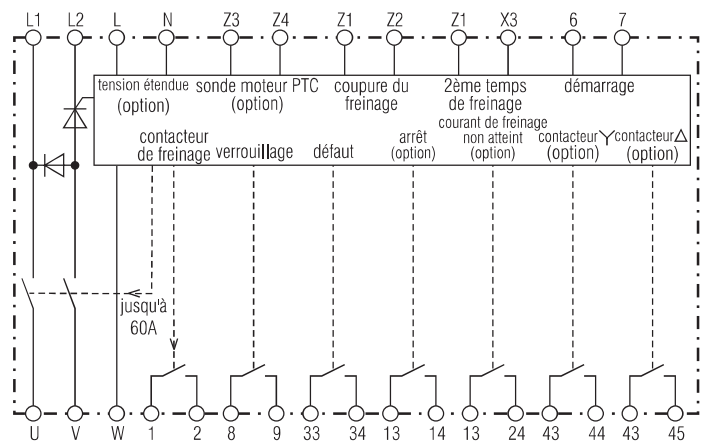 L1 L2 L N Z3 Z4 Z1 Z2 Z1 X3 6 7
tension étendue sonde moteur PTC coupure du 2ème temps démarrage
(option) (option) freinage de freinage
contacteur arrêt courant de freinage contacteur Y contacteur Δ
de freinage verrouillage défaut (option) non atteint (option) (option)
(option)
jusqu'à
60A
U V W 1 2 8 9 33 34 13 14 13 24 43 44 43 45